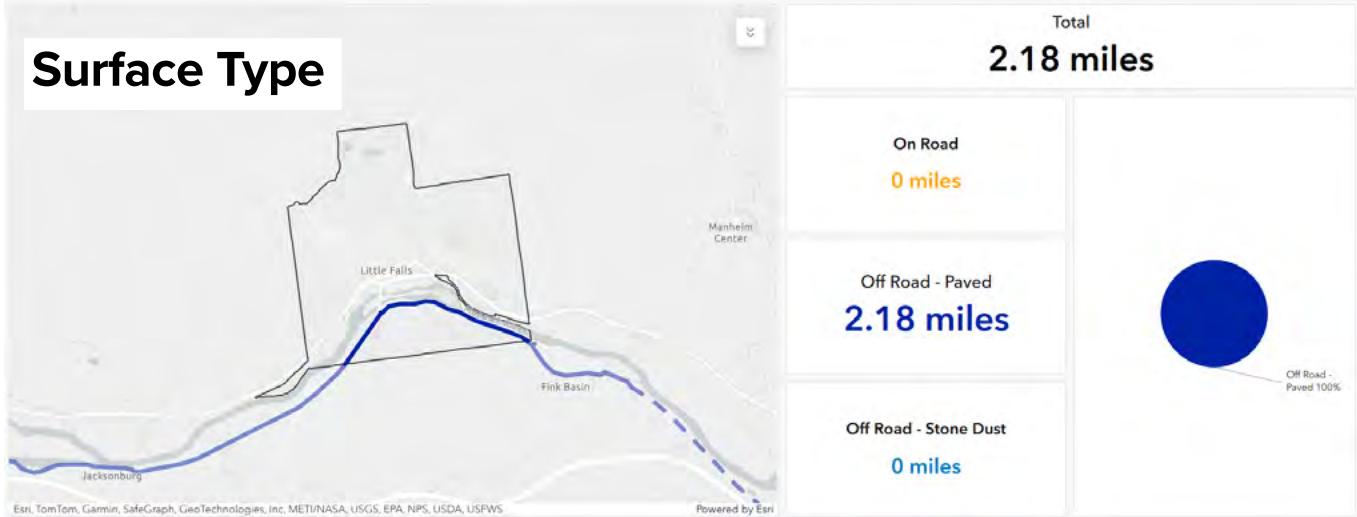 Surface Type
Manheim
Center
Little Falls
Fink Basin
Jacksonburg
Esri, TomTom, Garmin, SafeGraph, GeoTechnologies, Inc, METI/NASA, USGS, EPA, NPS, USDA, USFWS
Powered by Esri
Total
2.18 miles
On Road
0 miles
Off Road - Paved
2.18 miles
Off Road - Stone Dust
0 miles
Off Road -
Paved 100%